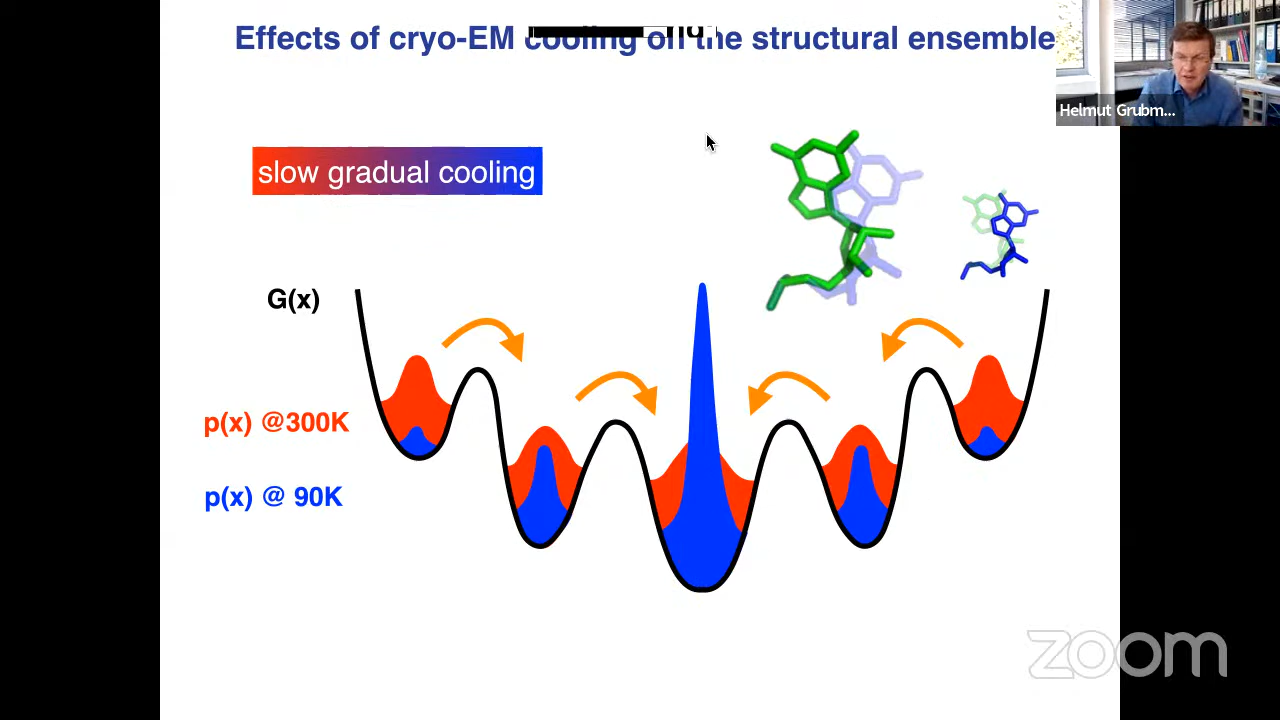 Effects of cryo-EM cooling on the structural ensemble
Helmut Grubm...
slow gradual cooling
G(x)
p(x) @300K
p(x) @ 90K
zoom